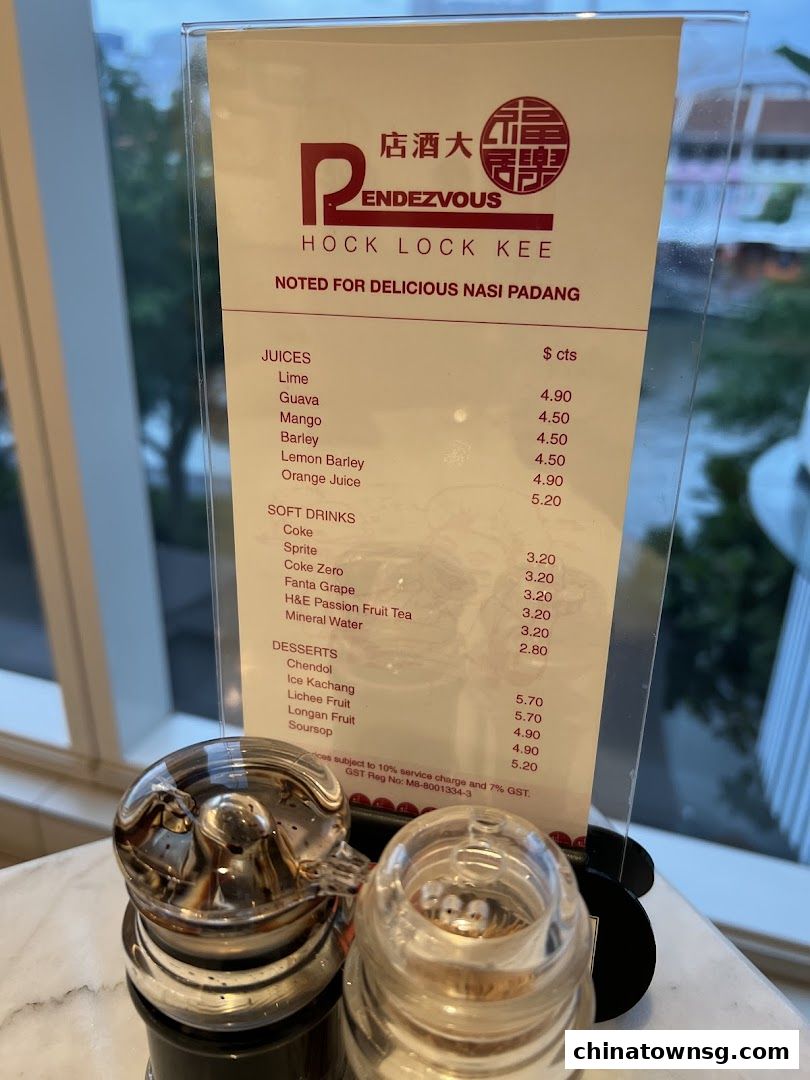 店酒大
福
樂居
RENDEZVOUS
HOCK LOCK KEE
NOTED FOR DELICIOUS NASI PADANG
JUICES $ cts
Lime 4.90
Guava 4.50
Mango 4.50
Barley 4.50
Lemon Barley 4.90
Orange Juice 5.20
SOFT DRINKS
Coke 3.20
Sprite 3.20
Coke Zero 3.20
Fanta Grape 3.20
H&E Passion Fruit Tea 3.20
Mineral Water 2.80
DESSERTS
Chendol 5.70
Ice Kachang 5.70
Lichee Fruit 4.90
Longan Fruit 4.90
Soursop 5.20
prices subject to 10% service charge and 7% GST.
GST Reg No: M8-8001334-3
chinatownsg.com